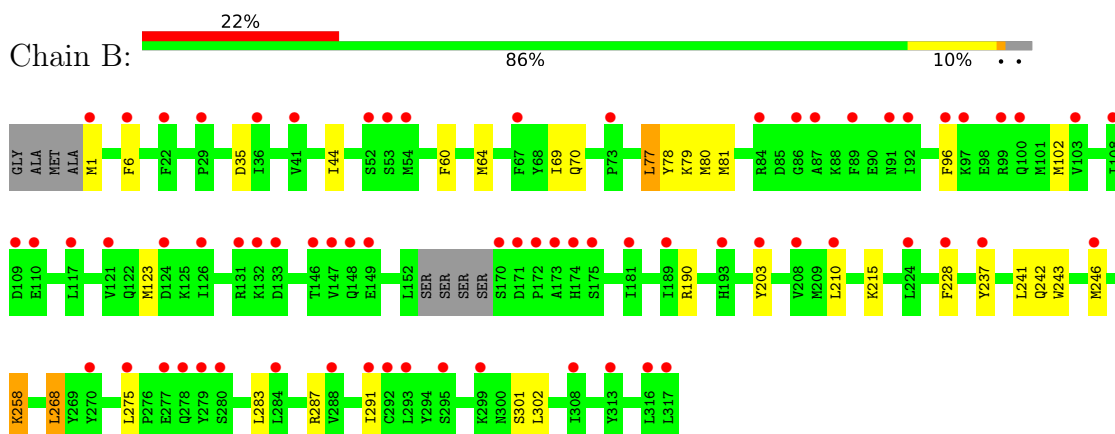 22%
Chain B:
86%
10%
• •
GLY
ALA
MET
ALA
M1
F6
F22
P29
D35
I36
V41
I44
S52
S53
M54
F60
M64
F67
Y68
I69
Q70
P73
L77
Y78
K79
M80
M81
R84
D85
G86
A87
K88
F89
E90
N91
I92
F96
K97
E98
R99
Q100
M101
M102
V103
D109
E110
L117
V121
Q122
M123
D124
K125
I126
R131
K132
D133
T146
V147
Q148
E149
L152
SER
SER
SER
SER
S170
D171
P172
A173
H174
S175
I181
I189
R190
H193
Y203
V208
M209
L210
K215
L224
F228
Y237
L241
Q242
W243
M246
K258
L268
Y269
Y270
L275
P276
E277
Q278
Y279
S280
L283
L284
R287
V288
I291
C292
L293
Y294
S295
K299
N300
S301
L302
I308
Y313
L316
L317